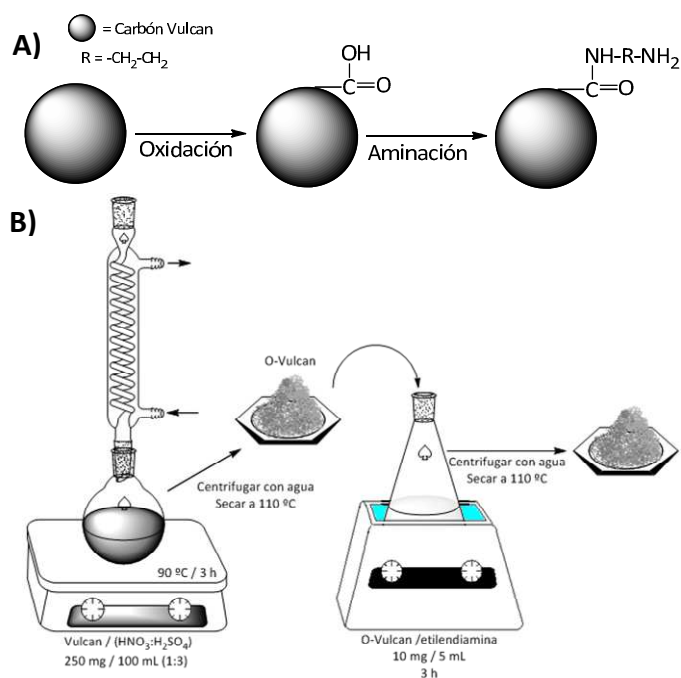 A)
= Carbón Vulcan
R = -CH₂-CH₂
OH
C=O
NH-R-NH₂
C=O
Oxidación
Aminación
B)
O-Vulcan
Centrifugar con agua
Secar a 110 ºC
Centrifugar con agua
Secar a 110 ºC
90 ºC / 3 h
Vulcan / (HNO₃:H₂SO₄)
250 mg / 100 mL (1:3)
O-Vulcan /etilendiamina
10 mg / 5 mL
3 h